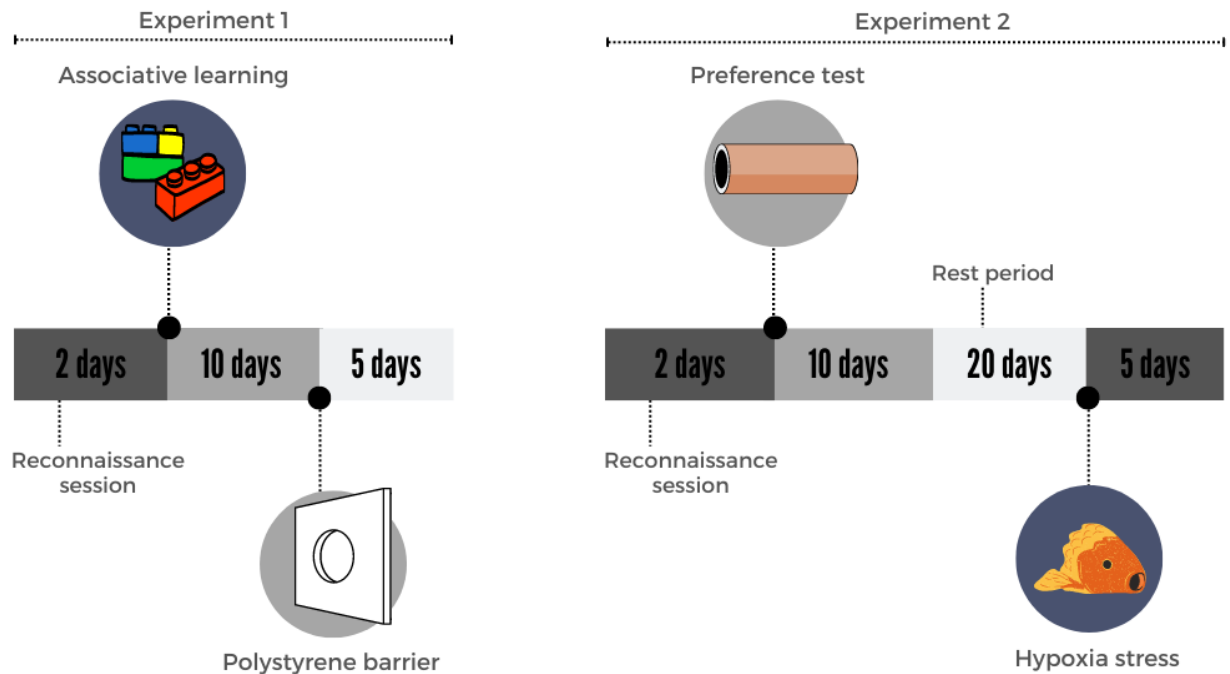 Experiment 1
Associative learning
2 days
10 days
5 days
Reconnaissance
session
Polystyrene barrier
Experiment 2
Preference test
Rest period
2 days
10 days
20 days
5 days
Reconnaissance
session
Hypoxia stress